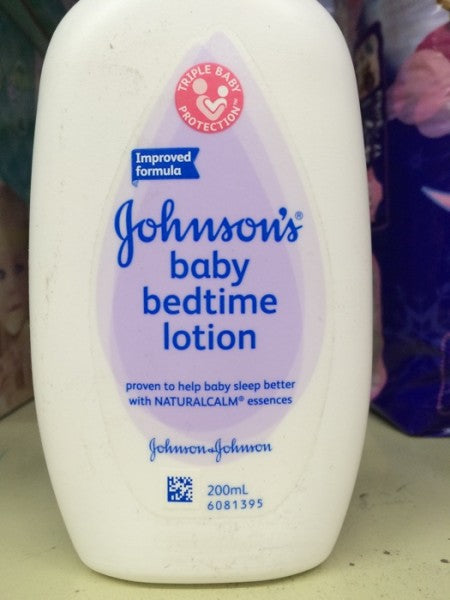 TRIPLE BABY
PROTECTION™
Improved
formula
Johnson's®
baby
bedtime
lotion
proven to help baby sleep better
with NATURALCALM® essences
Johnson & Johnson
200mL
6081395